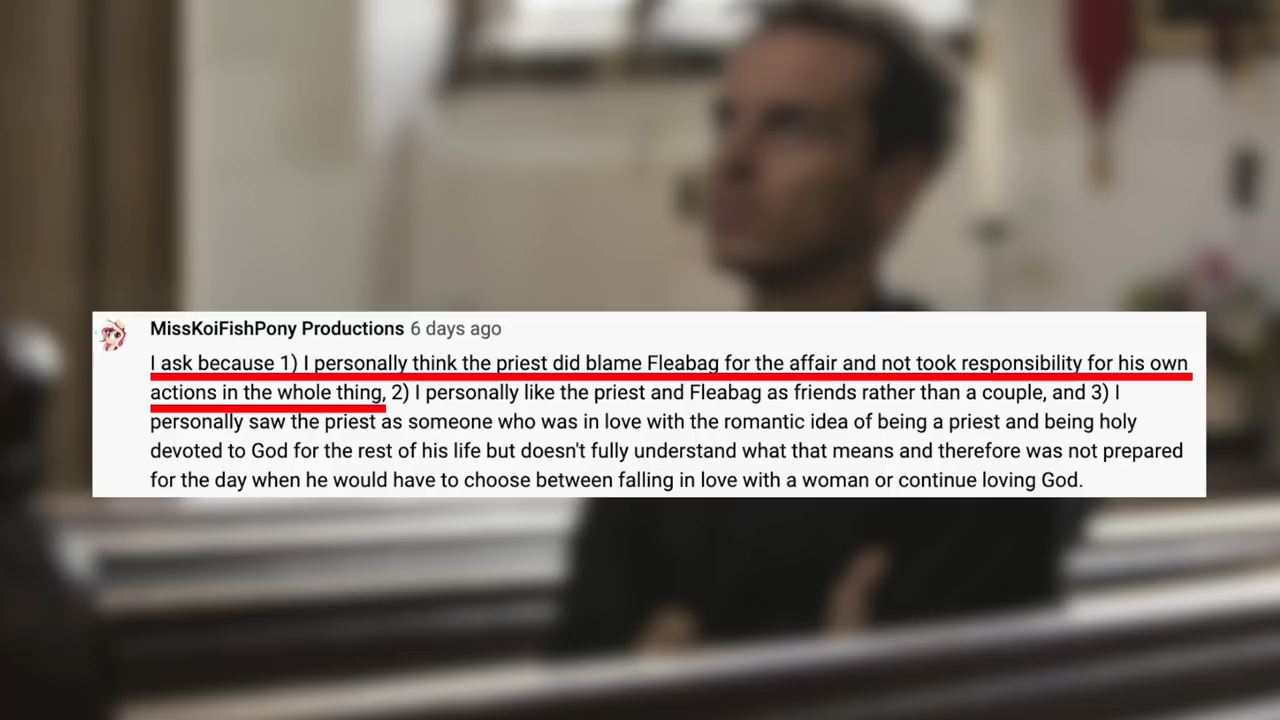 MissKoiFishPony Productions 6 days ago
I ask because 1) I personally think the priest did blame Fleabag for the affair and not took responsibility for his own
actions in the whole thing, 2) I personally like the priest and Fleabag as friends rather than a couple, and 3) I
personally saw the priest as someone who was in love with the romantic idea of being a priest and being holy
devoted to God for the rest of his life but doesn't fully understand what that means and therefore was not prepared
for the day when he would have to choose between falling in love with a woman or continue loving God.